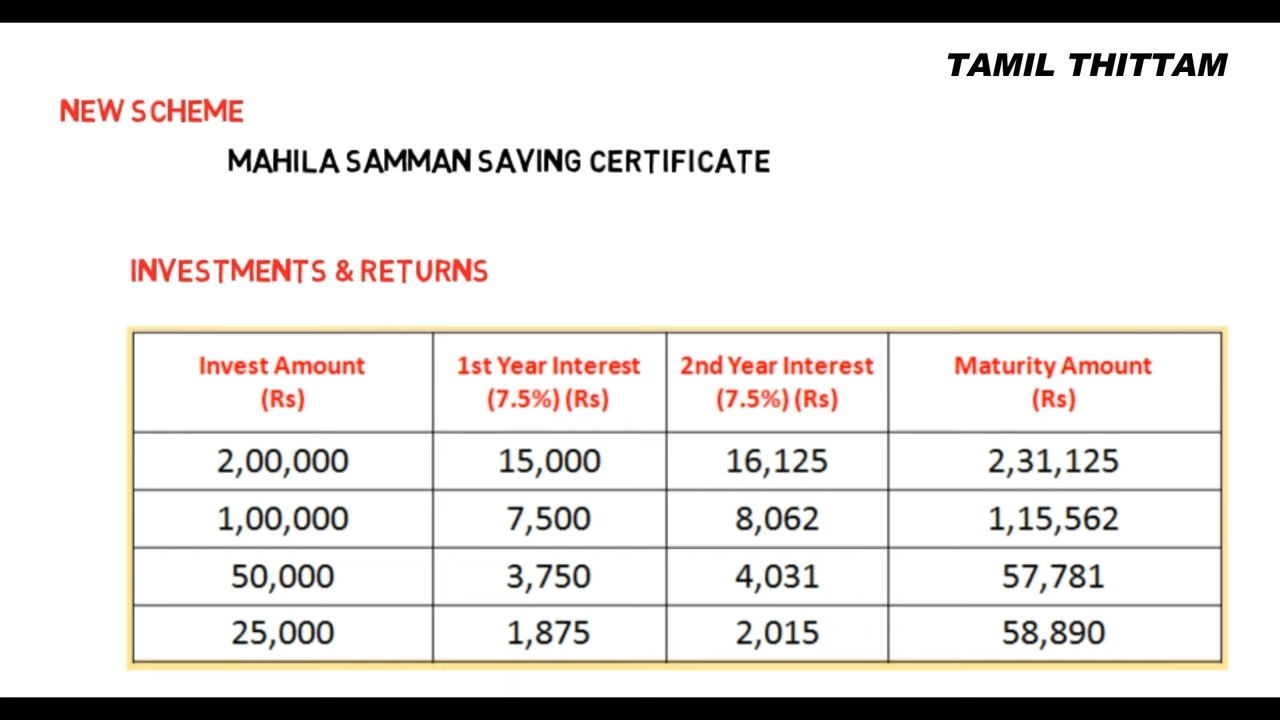 TAMIL THITTAM
NEW SCHEME
MAHILA SAMMAN SAVING CERTIFICATE
INVESTMENTS & RETURNS
Invest Amount (Rs) 1st Year Interest (7.5%) (Rs) 2nd Year Interest (7.5%) (Rs) Maturity Amount (Rs)
2,00,000 15,000 16,125 2,31,125
1,00,000 7,500 8,062 1,15,562
50,000 3,750 4,031 57,781
25,000 1,875 2,015 58,890